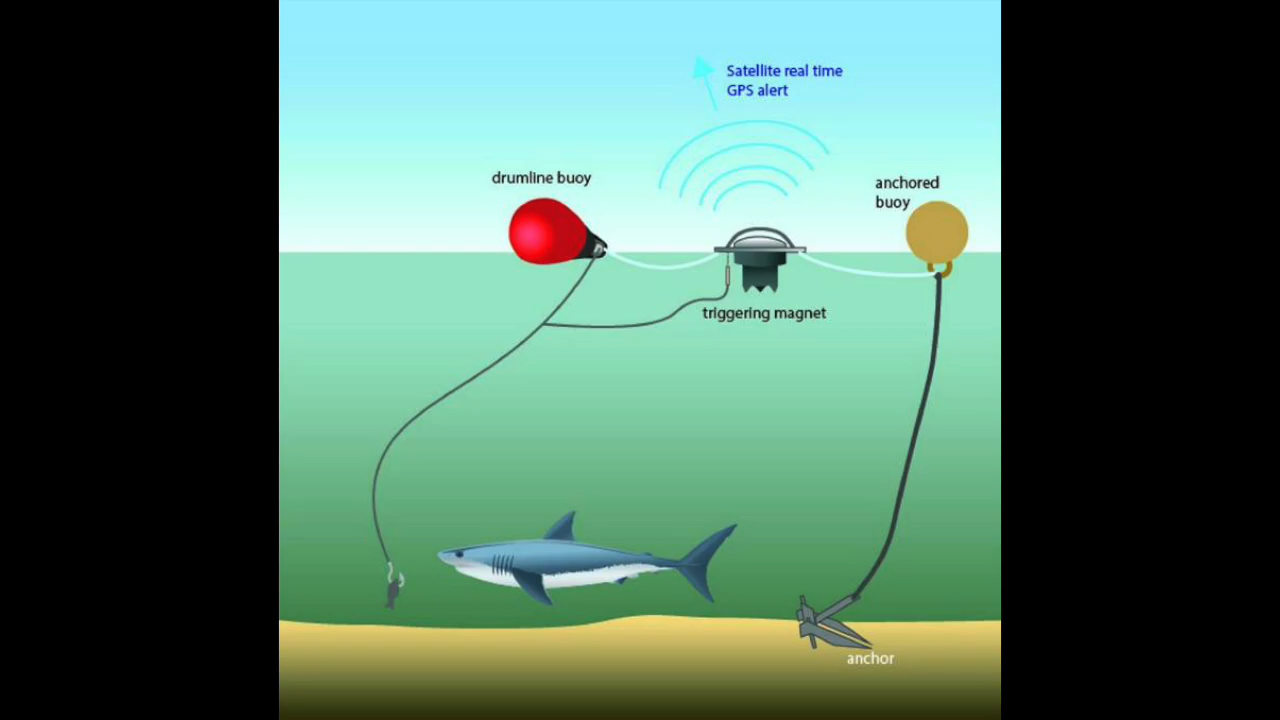 Satellite real time
GPS alert
drumline buoy
anchored
buoy
triggering magnet
anchor